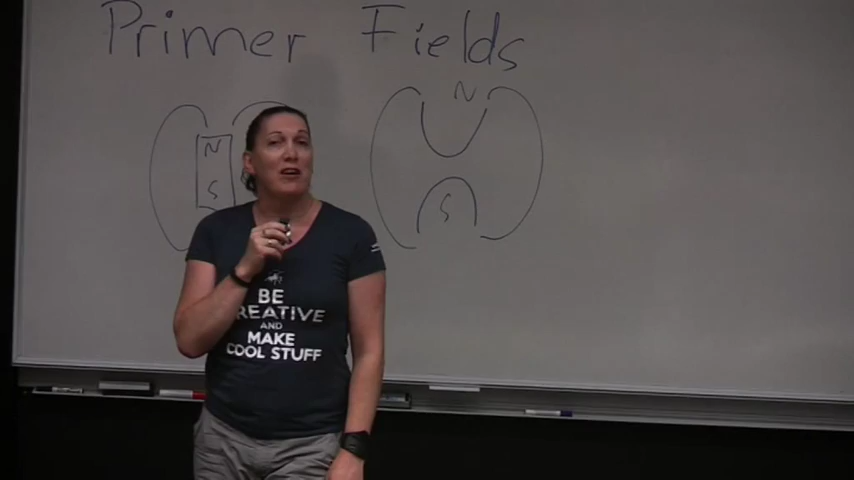 Primer Fields
N
N
S
S
BE
CREATIVE
AND
MAKE
COOL STUFF